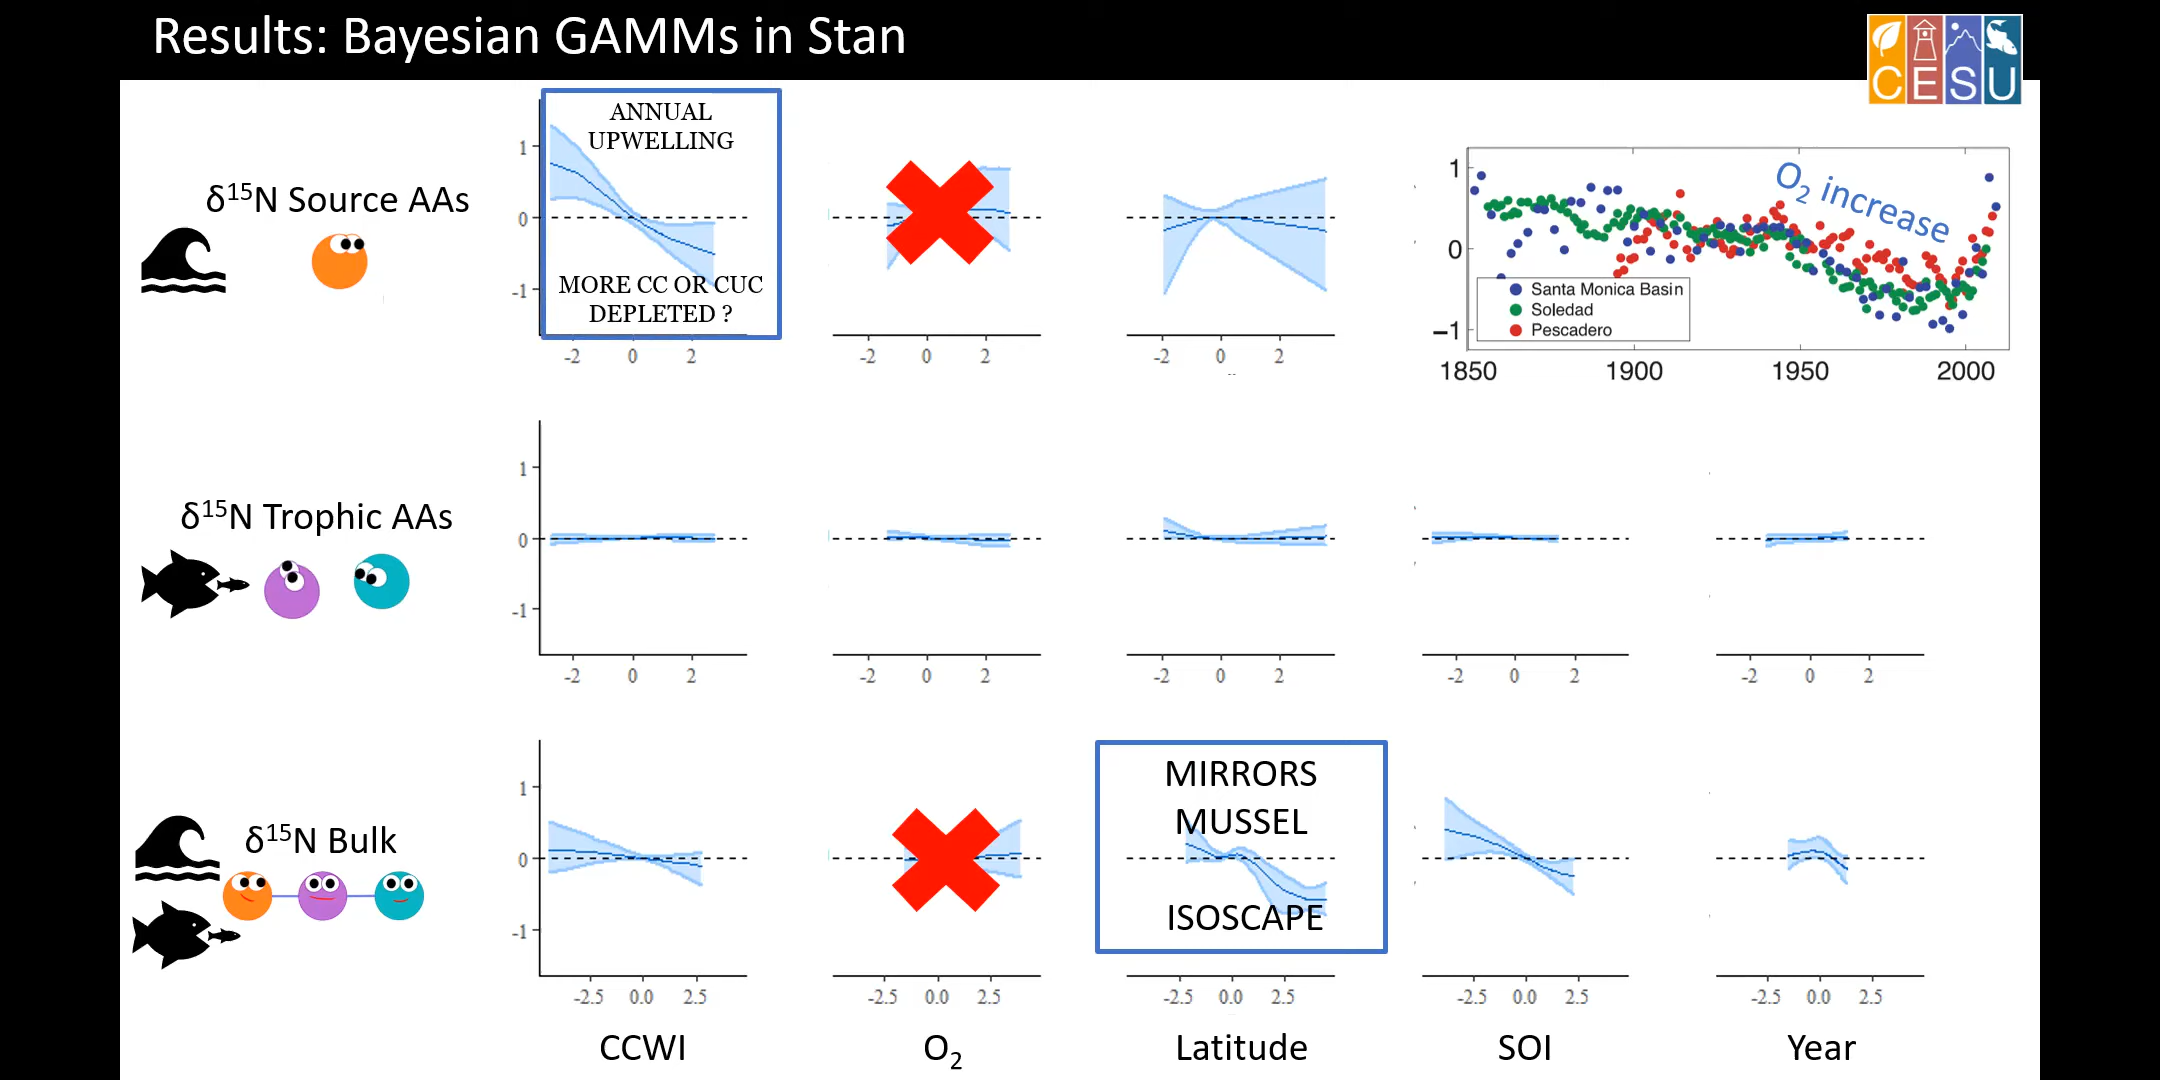 Results: Bayesian GAMMs in Stan
CESU
ANNUAL
UPWELLING
MORE CC OR CUC
DEPLETED ?
δ¹⁵N Source AAs
1
0
-1
-2 0 2
-2 0 2
-2 0 2
O₂ increase
1
0
−1
Santa Monica Basin
Soledad
Pescadero
1850 1900 1950 2000
δ¹⁵N Trophic AAs
1
0
-1
-2 0 2
-2 0 2
-2 0 2
-2 0 2
-2 0 2
δ¹⁵N Bulk
1
0
-1
MIRRORS
MUSSEL
ISOSCAPE
-2.5 0.0 2.5
-2.5 0.0 2.5
-2.5 0.0 2.5
-2.5 0.0 2.5
-2.5 0.0 2.5
CCWI
O₂
Latitude
SOI
Year